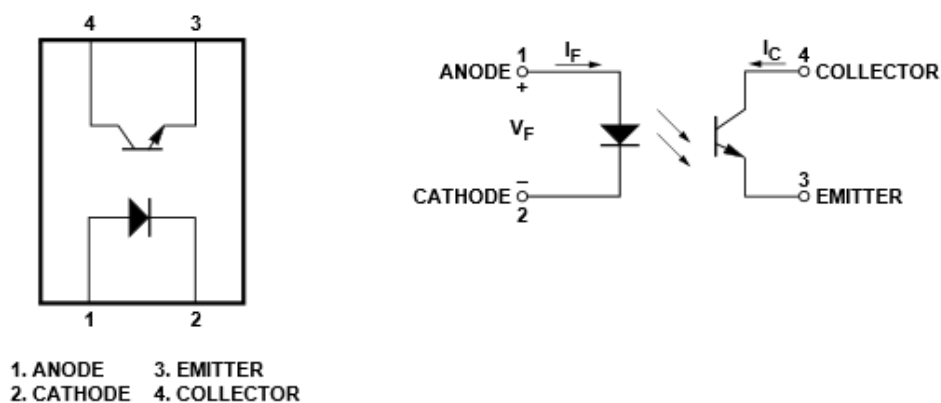 4 3
1 2
1. ANODE 3. EMITTER
2. CATHODE 4. COLLECTOR
1 IF IC 4
ANODE COLLECTOR
+
VF
– 3
CATHODE EMITTER
2